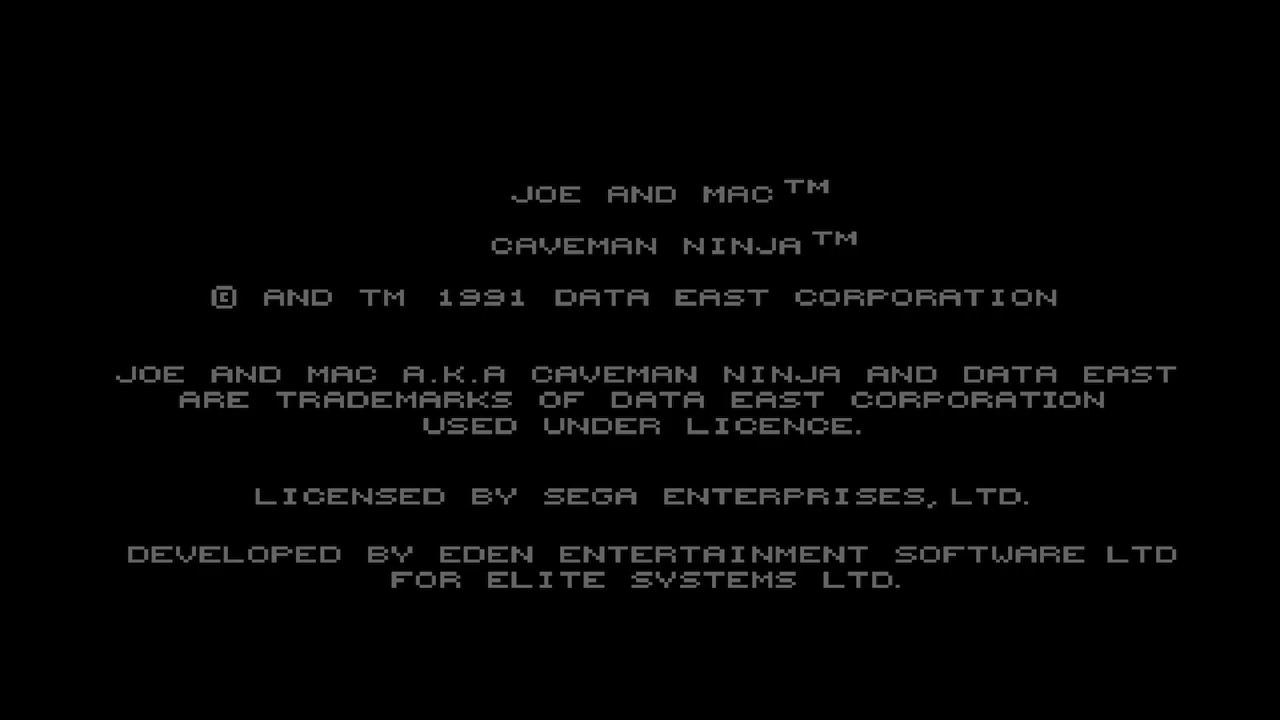 JOE AND MAC™
CAVEMAN NINJA™
© AND TM 1991 DATA EAST CORPORATION
JOE AND MAC A.K.A CAVEMAN NINJA AND DATA EAST
ARE TRADEMARKS OF DATA EAST CORPORATION
USED UNDER LICENCE.
LICENSED BY SEGA ENTERPRISES, LTD.
DEVELOPED BY EDEN ENTERTAINMENT SOFTWARE LTD
FOR ELITE SYSTEMS LTD.